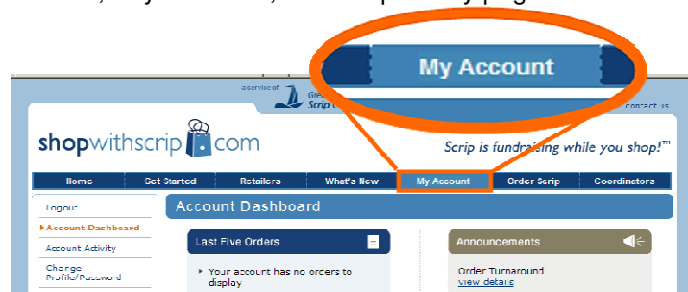 My Account
a service of
Scrip
contact us
shopwithscrip.com
Scrip is fundraising while you shop!™
Home Get Started Retailers What's New My Account Order Scrip Coordinators
Logout
Account Dashboard
Account Dashboard
Account Activity
Last Five Orders
Announcements
Change
Profile/Password
Your account has no orders to
display
Order Turnaround
view details